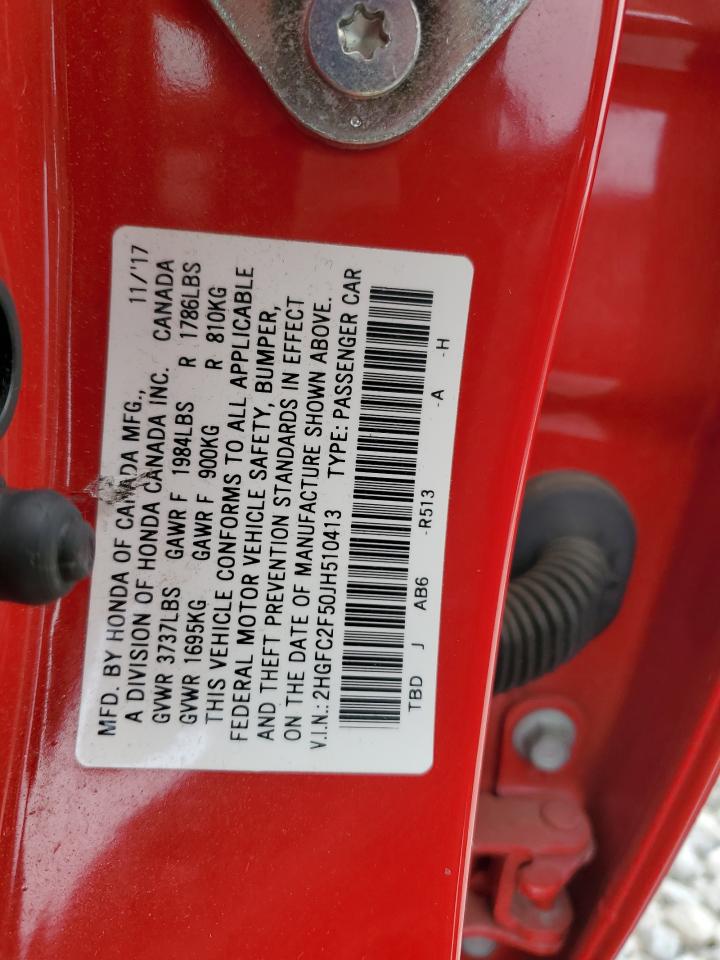 MFD. BY HONDA OF CANADA MFG., 11/'17
A DIVISION OF HONDA CANADA INC. CANADA
GVWR 3737LBS GAWR F 1984LBS R 1786LBS
GVWR 1695KG GAWR F 900KG R 810KG
THIS VEHICLE CONFORMS TO ALL APPLICABLE
FEDERAL MOTOR VEHICLE SAFETY, BUMPER,
AND THEFT PREVENTION STANDARDS IN EFFECT
ON THE DATE OF MANUFACTURE SHOWN ABOVE.
V.I.N.: 2HGFC2F50JH510413 TYPE: PASSENGER CAR
TBD J AB6 -R513 -A -H